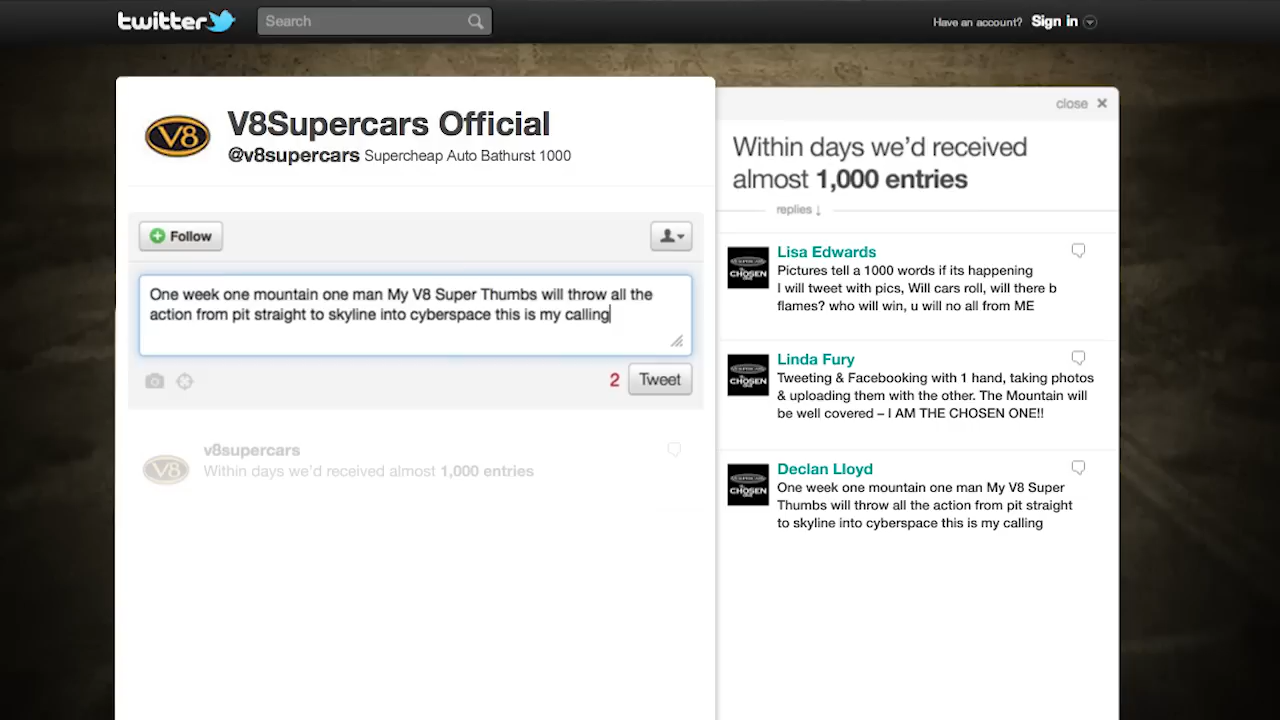 twitter
Search
Have an account? Sign in
V8
V8Supercars Official
@v8supercars Supercheap Auto Bathurst 1000
Follow
One week one mountain one man My V8 Super Thumbs will throw all the
action from pit straight to skyline into cyberspace this is my calling
2
Tweet
V8
v8supercars
Within days we'd received almost 1,000 entries
close ×
Within days we'd received
almost 1,000 entries
replies ↓
CHOSEN
Lisa Edwards
Pictures tell a 1000 words if its happening
I will tweet with pics, Will cars roll, will there b
flames? who will win, u will no all from ME
CHOSEN
Linda Fury
Tweeting & Facebooking with 1 hand, taking photos
& uploading them with the other. The Mountain will
be well covered – I AM THE CHOSEN ONE!!
CHOSEN
Declan Lloyd
One week one mountain one man My V8 Super
Thumbs will throw all the action from pit straight
to skyline into cyberspace this is my calling